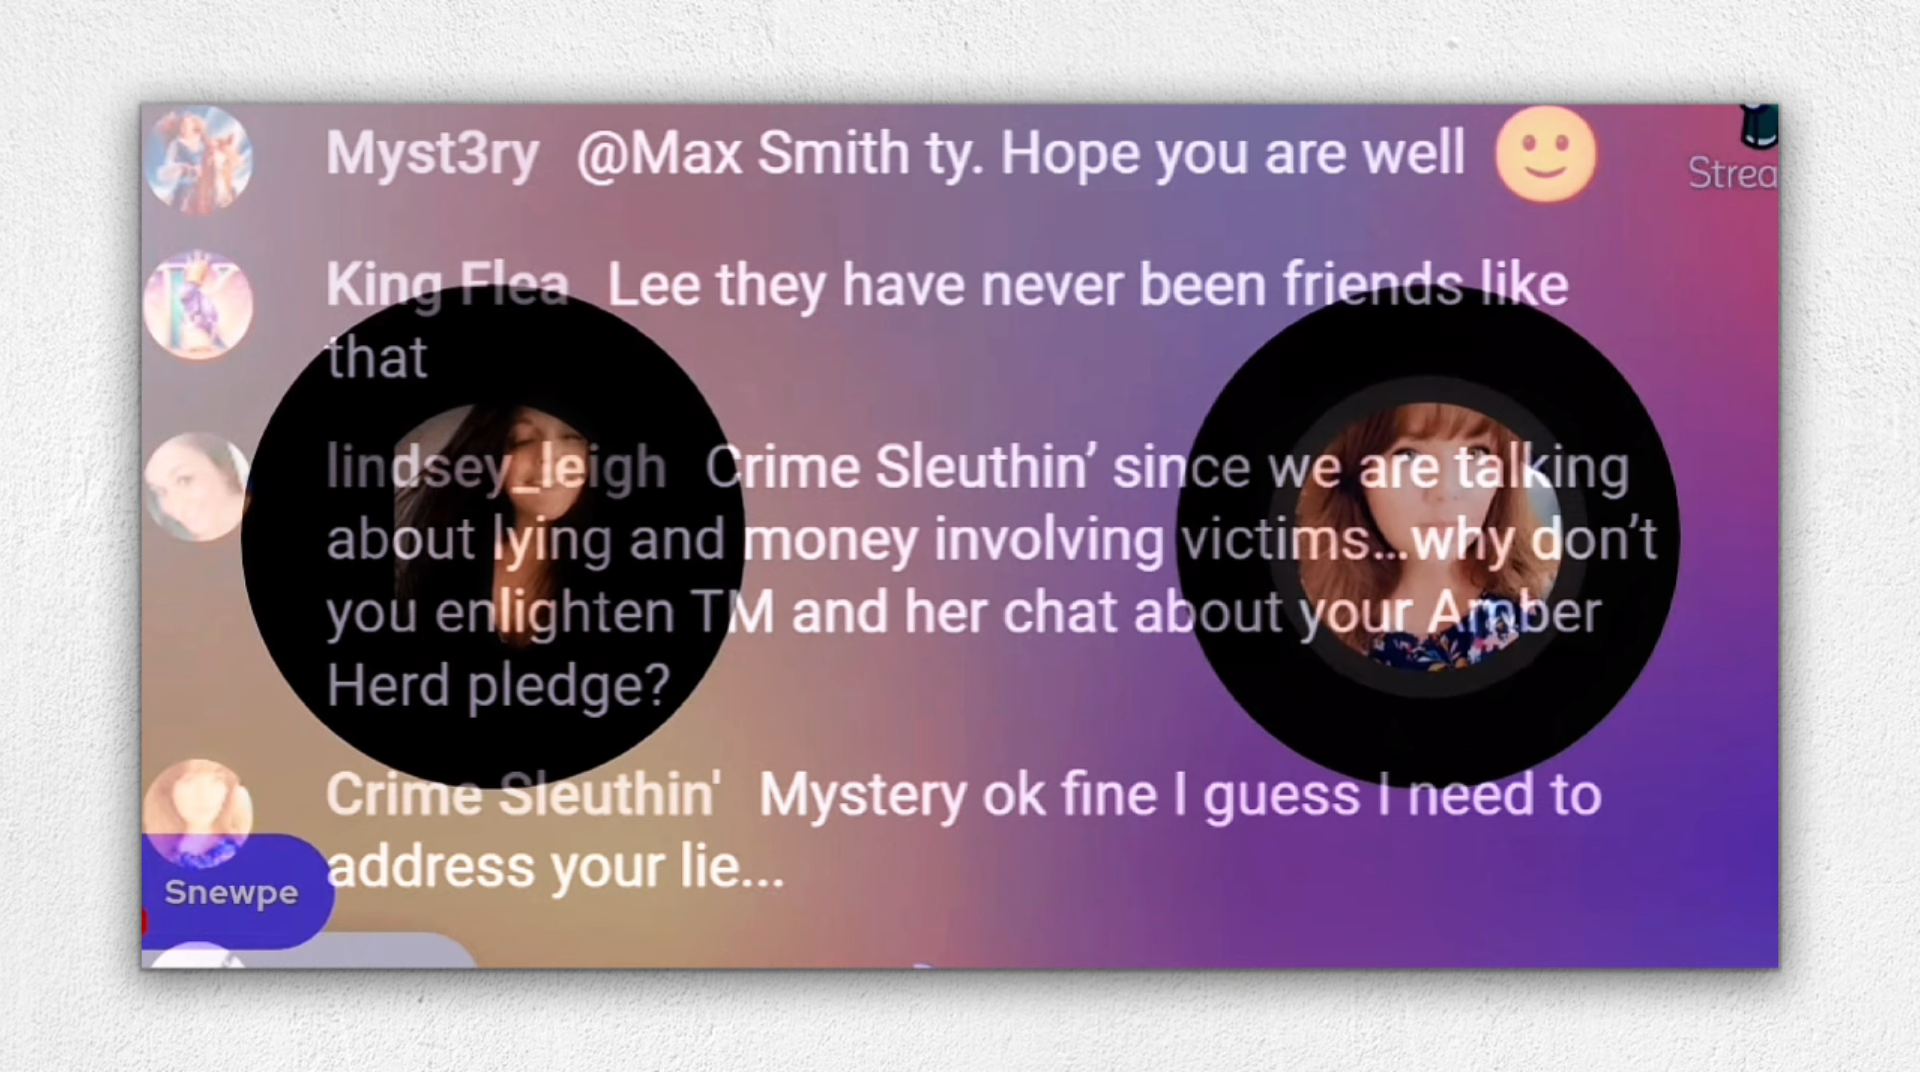 Myst3ry @Max Smith ty. Hope you are well
Strea
King Flea Lee they have never been friends like
that
lindsey_leigh Crime Sleuthin’ since we are talking
about lying and money involving victims...why don’t
you enlighten TM and her chat about your Amber
Herd pledge?
Crime Sleuthin' Mystery ok fine I guess I need to
address your lie...
Snewpe